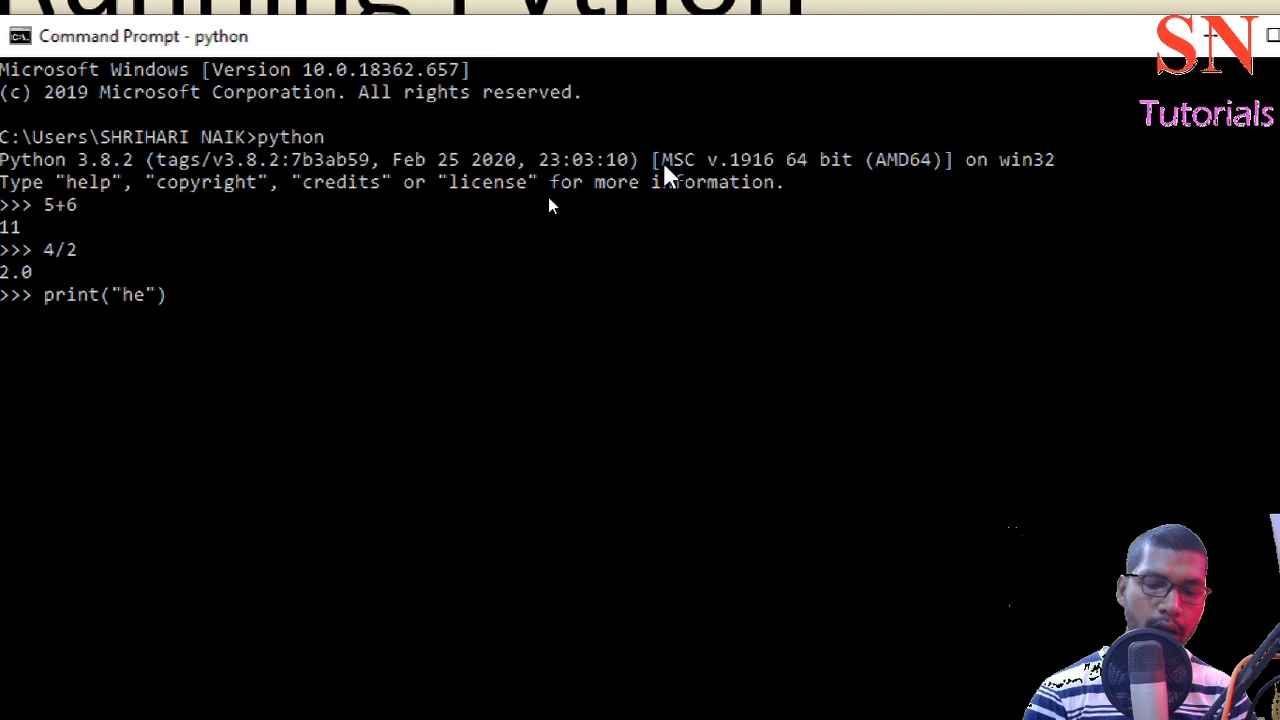 Running Python
Command Prompt - python
SN
Tutorials
Microsoft Windows [Version 10.0.18362.657]
(c) 2019 Microsoft Corporation. All rights reserved.
C:\Users\SHRIHARI NAIK>python
Python 3.8.2 (tags/v3.8.2:7b3ab59, Feb 25 2020, 23:03:10) [MSC v.1916 64 bit (AMD64)] on win32
Type "help", "copyright", "credits" or "license" for more information.
>>> 5+6
11
>>> 4/2
2.0
>>> print("he")